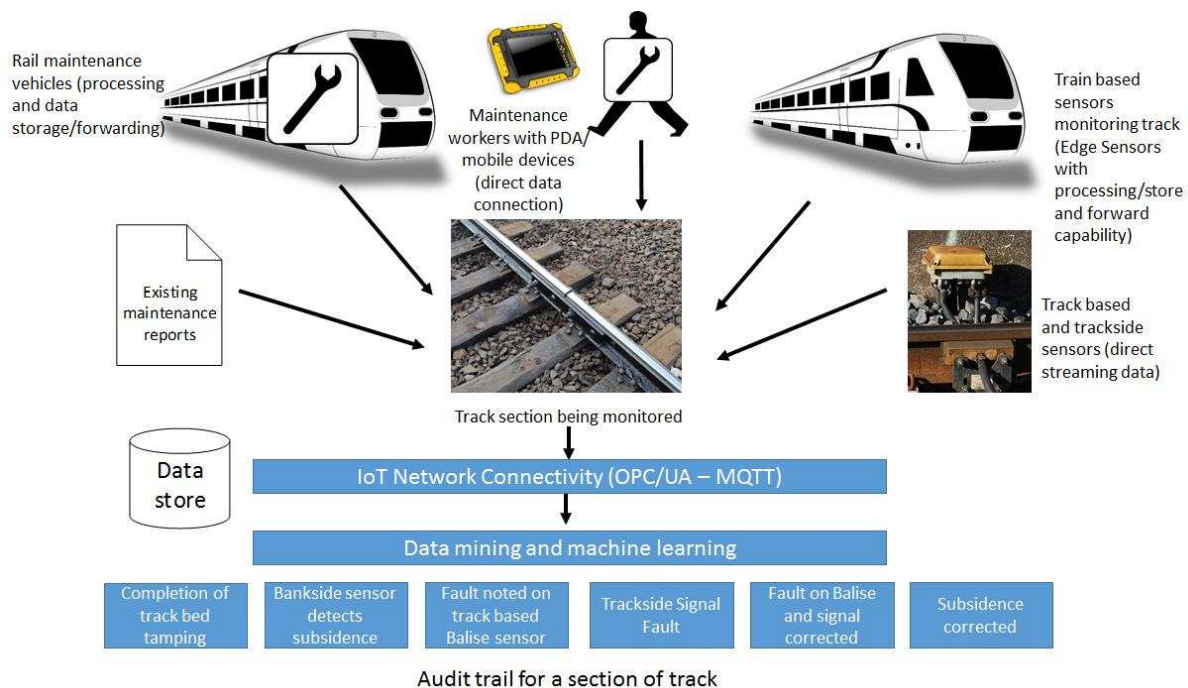 Rail maintenance
vehicles (processing
and data
storage/forwarding)
Maintenance
workers with PDA/
mobile devices
(direct data
connection)
Train based
sensors
monitoring track
(Edge Sensors
with
processing/store
and forward
capability)
Existing
maintenance
reports
Track based
and trackside
sensors (direct
streaming data)
Track section being monitored
Data
store
IoT Network Connectivity (OPC/UA – MQTT)
Data mining and machine learning
Completion of
track bed
tamping
Bankside sensor
detects
subsidence
Fault noted on
track based
Balise sensor
Trackside Signal
Fault
Fault on Balise
and signal
corrected
Subsidence
corrected
Audit trail for a section of track